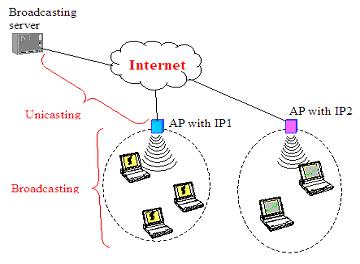 Broadcasting
server
Internet
AP with IP2
Unicasting
AP with IP1
Broadcasting